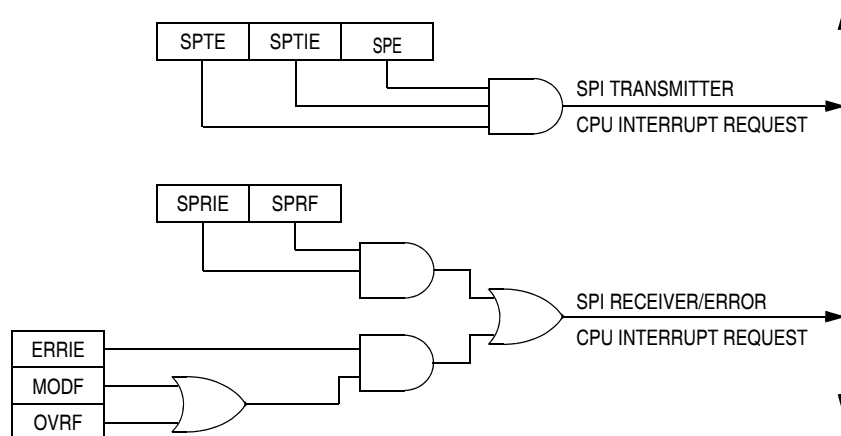 SPTE SPTIE SPE
SPI TRANSMITTER
CPU INTERRUPT REQUEST
SPRIE SPRF
SPI RECEIVER/ERROR
CPU INTERRUPT REQUEST
ERRIE
MODF
OVRF